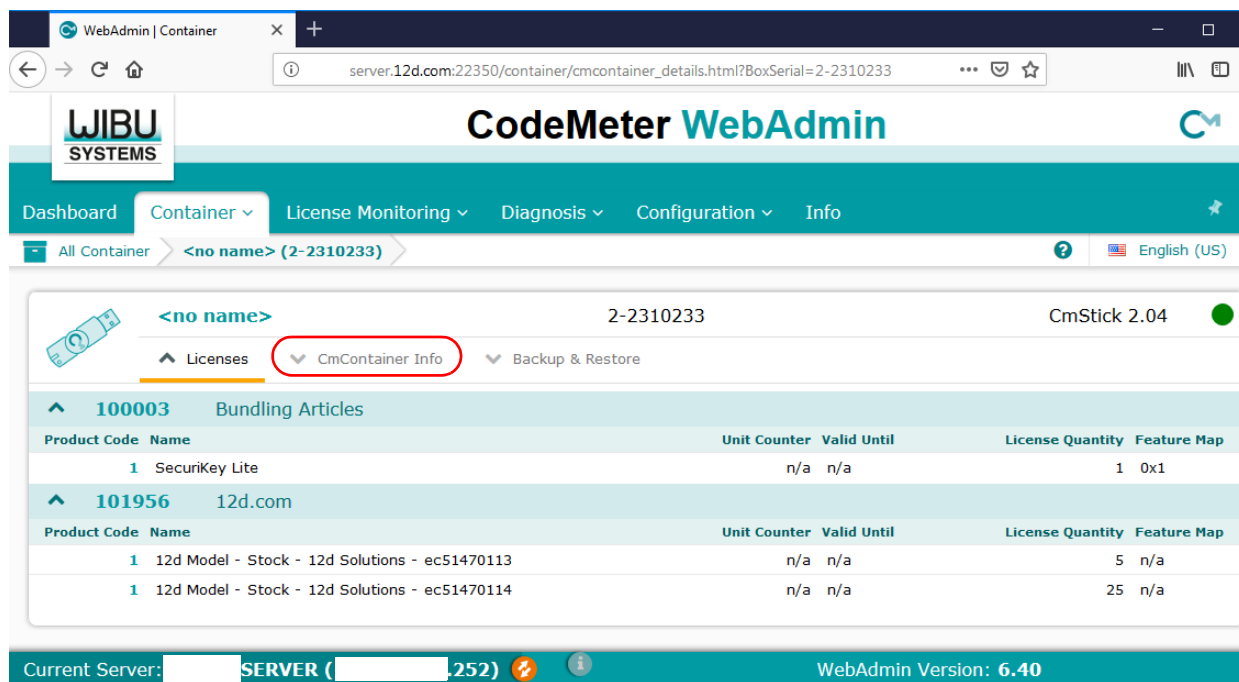 WebAdmin | Container
server.12d.com:22350/container/cmcontainer_details.html?BoxSerial=2-2310233
WIBU
SYSTEMS
CodeMeter WebAdmin
Dashboard Container License Monitoring Diagnosis Configuration Info
All Container <no name> (2-2310233) English (US)
<no name> 2-2310233 CmStick 2.04
Licenses CmContainer Info Backup & Restore
100003 Bundling Articles
Product Code Name Unit Counter Valid Until License Quantity Feature Map
1 SecuriKey Lite n/a n/a 1 0x1
101956 12d.com
Product Code Name Unit Counter Valid Until License Quantity Feature Map
1 12d Model - Stock - 12d Solutions - ec51470113 n/a n/a 5 n/a
1 12d Model - Stock - 12d Solutions - ec51470114 n/a n/a 25 n/a
Current Server: SERVER ( .252) WebAdmin Version: 6.40